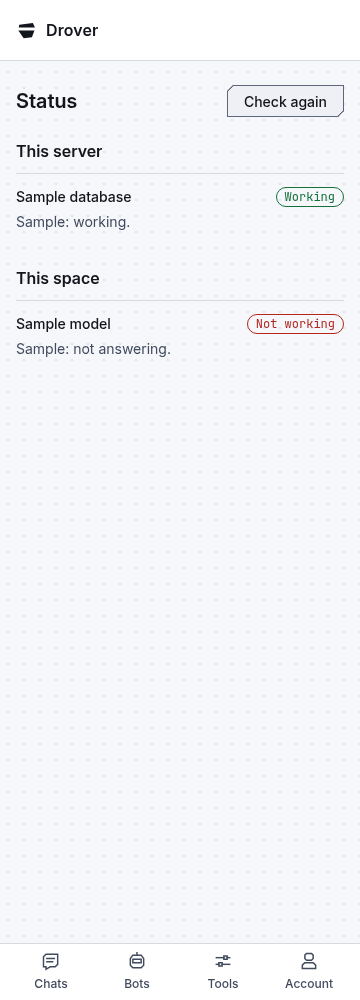 Drover
Status
Check again
This server
Sample database
Working
Sample: working.
This space
Sample model
Not working
Sample: not answering.
Chats
Bots
Tools
Account